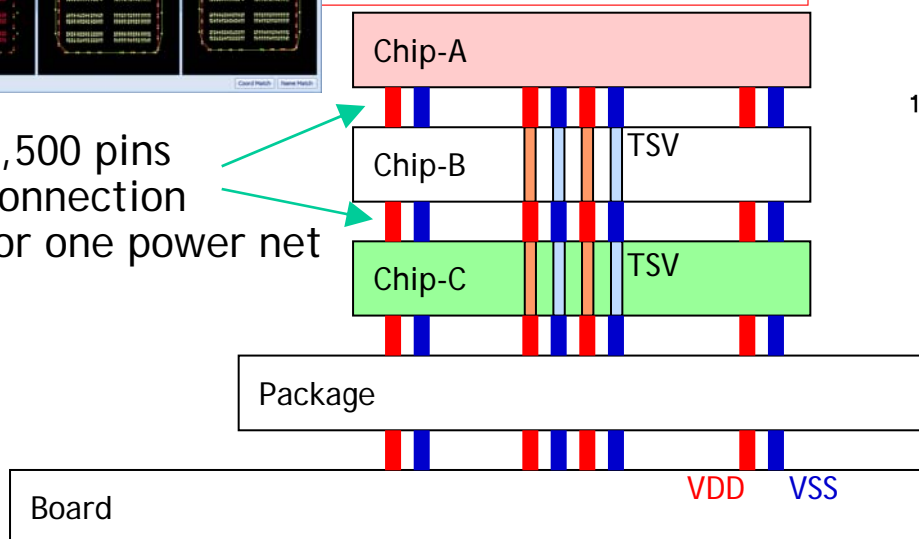 Coord Match Name Match
Chip-A
1
,500 pins
onnection
or one power net
Chip-B
TSV
Chip-C
TSV
Package
VDD VSS
Board